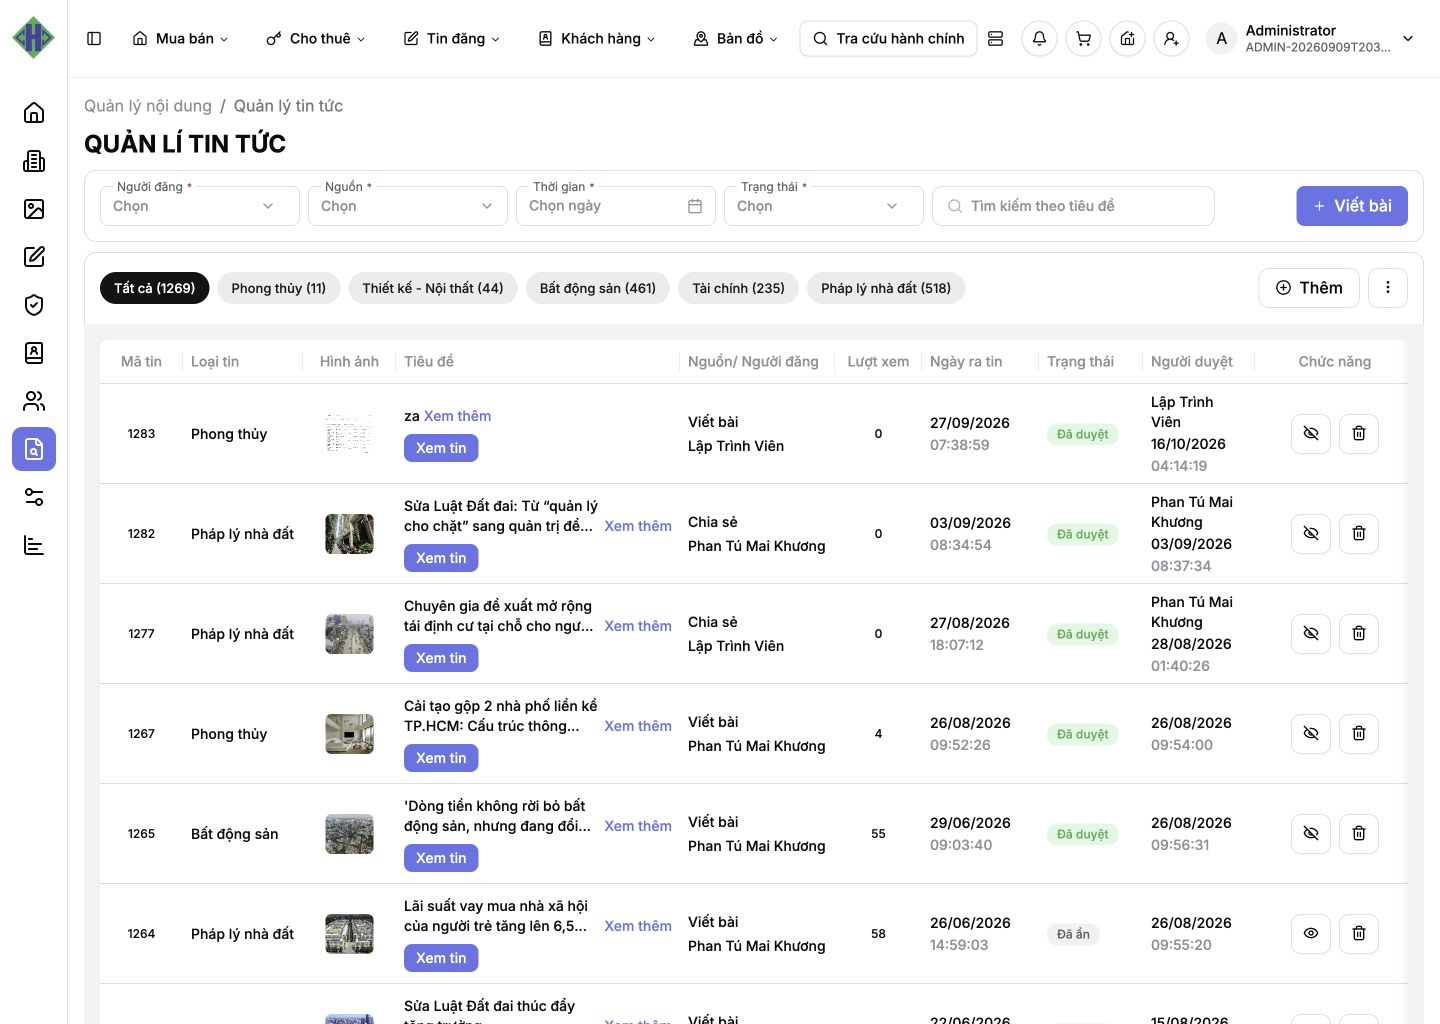 Mua bán
Cho thuê
Tin đăng
Khách hàng
Bản đồ
Tra cứu hành chính
A
Administrator
ADMIN-20260909T203...
Quản lý nội dung / Quản lý tin tức
QUẢN LÍ TIN TỨC
Người đăng *
Chọn
Nguồn *
Chọn
Thời gian *
Chọn ngày
Trạng thái *
Chọn
Tìm kiếm theo tiêu đề
+ Viết bài
Tất cả (1269)
Phong thủy (11)
Thiết kế - Nội thất (44)
Bất động sản (461)
Tài chính (235)
Pháp lý nhà đất (518)
Thêm
Mã tin
Loại tin
Hình ảnh
Tiêu đề
Nguồn/ Người đăng
Lượt xem
Ngày ra tin
Trạng thái
Người duyệt
Chức năng
1283
Phong thủy
za Xem thêm
Xem tin
Viết bài
Lập Trình Viên
0
27/09/2026
07:38:59
Đã duyệt
Lập Trình
Viên
16/10/2026
04:14:19
1282
Pháp lý nhà đất
Sửa Luật Đất đai: Từ “quản lý
cho chặt” sang quản trị để... Xem thêm
Xem tin
Chia sẻ
Phan Tú Mai Khương
0
03/09/2026
08:34:54
Đã duyệt
Phan Tú Mai
Khương
03/09/2026
08:37:34
1277
Pháp lý nhà đất
Chuyên gia đề xuất mở rộng
tái định cư tại chỗ cho ngư... Xem thêm
Xem tin
Chia sẻ
Lập Trình Viên
0
27/08/2026
18:07:12
Đã duyệt
Phan Tú Mai
Khương
28/08/2026
01:40:26
1267
Phong thủy
Cải tạo gộp 2 nhà phố liền kề
TP.HCM: Cấu trúc thông... Xem thêm
Xem tin
Viết bài
Phan Tú Mai Khương
4
26/08/2026
09:52:26
Đã duyệt
26/08/2026
09:54:00
1265
Bất động sản
'Dòng tiền không rời bỏ bất
động sản, nhưng đang đổi... Xem thêm
Xem tin
Viết bài
Phan Tú Mai Khương
55
29/06/2026
09:03:40
Đã duyệt
26/08/2026
09:56:31
1264
Pháp lý nhà đất
Lãi suất vay mua nhà xã hội
của người trẻ tăng lên 6,5... Xem thêm
Xem tin
Viết bài
Phan Tú Mai Khương
58
26/06/2026
14:59:03
Đã ẩn
26/08/2026
09:55:20
Sửa Luật Đất đai thúc đẩy
tăng trưởng... Xem thêm
Viết bài
22/06/2026
15/08/2026